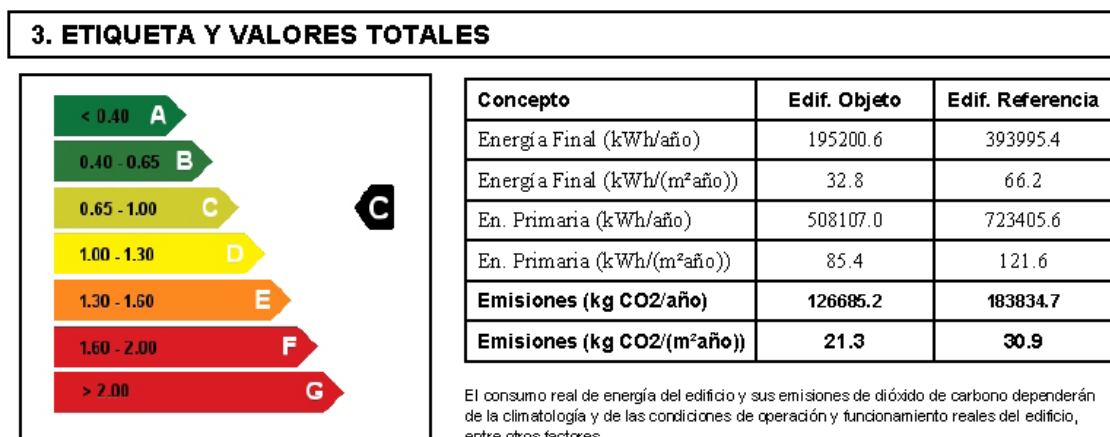 3. ETIQUETA Y VALORES TOTALES
< 0.40 A
0.40 - 0.65 B
0.65 - 1.00 C
C
1.00 - 1.30 D
1.30 - 1.60 E
1.60 - 2.00 F
> 2.00 G
Concepto Edif. Objeto Edif. Referencia
Energía Final (kWh/año) 195200.6 393995.4
Energía Final (kWh/(m²año)) 32.8 66.2
En. Primaria (kWh/año) 508107.0 723405.6
En. Primaria (kWh/(m²año)) 85.4 121.6
Emisiones (kg CO2/año) 126685.2 183834.7
Emisiones (kg CO2/(m²año)) 21.3 30.9
El consumo real de energía del edificio y sus emisiones de dióxido de carbono dependerán
de la climatología y de las condiciones de operación y funcionamiento reales del edificio,
entre otros factores